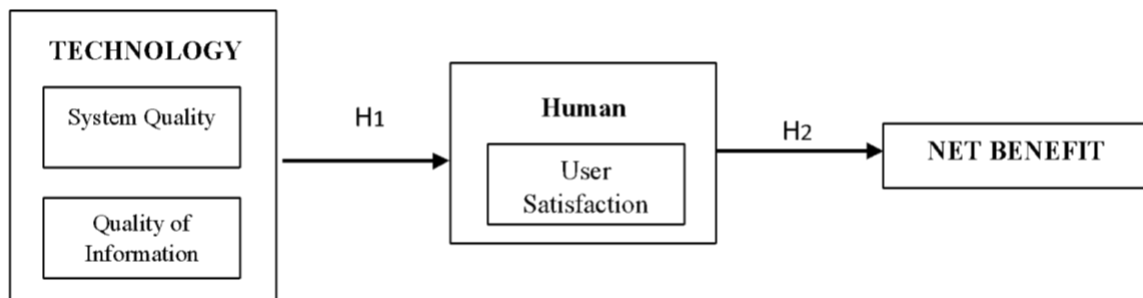 TECHNOLOGY
System Quality
Quality of
Information
H1
Human
User
Satisfaction
H2
NET BENEFIT